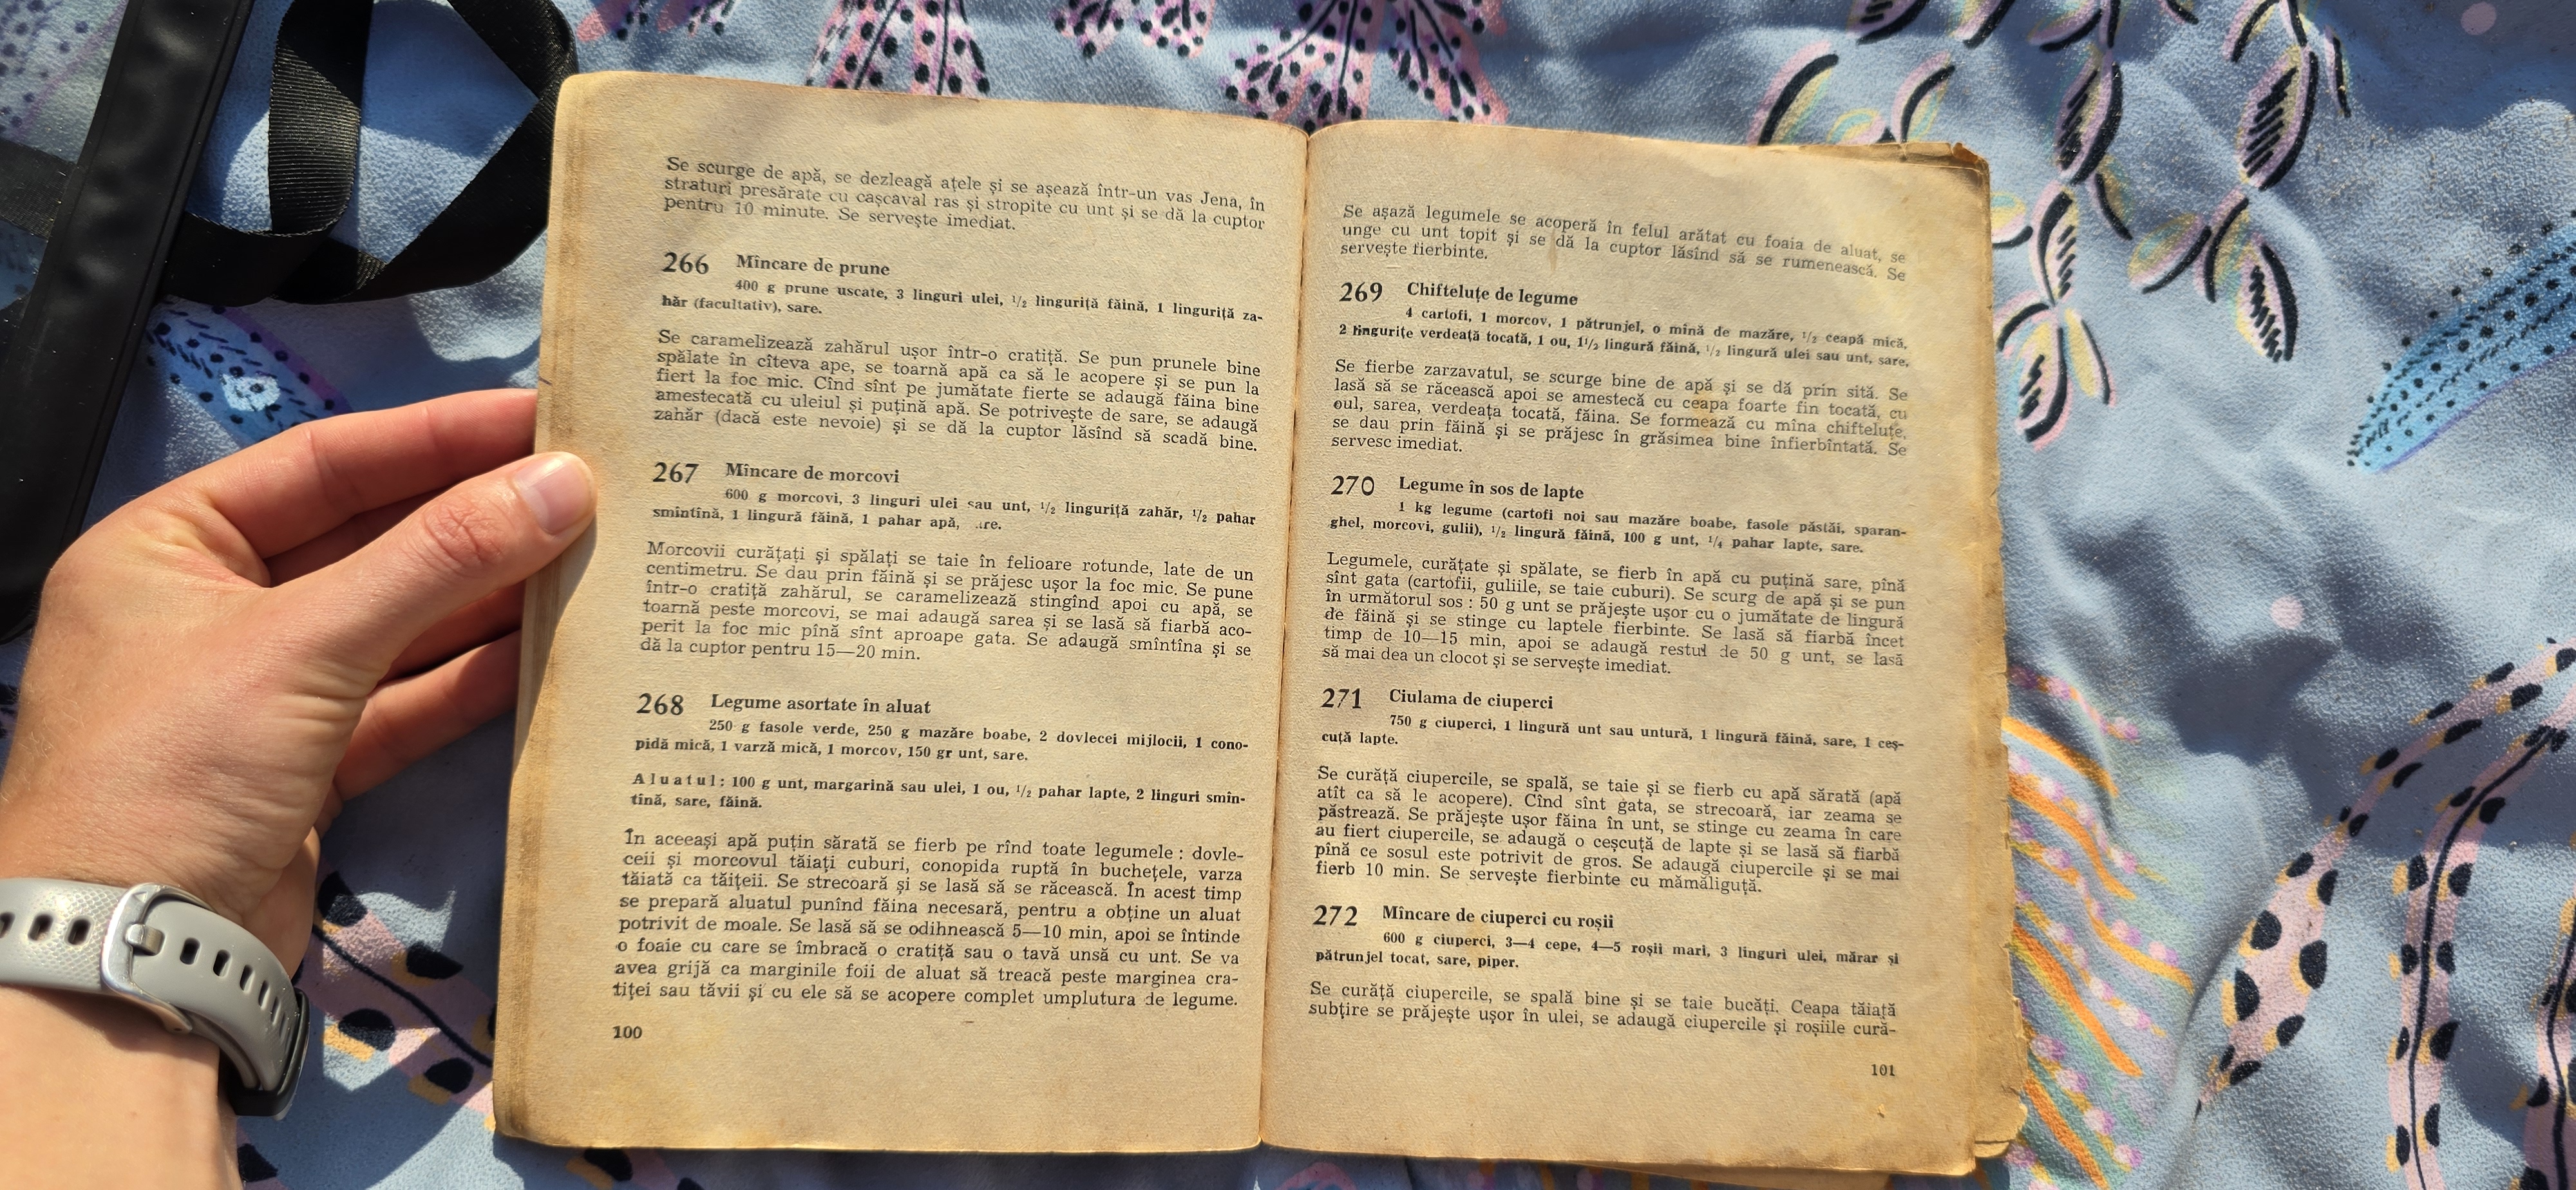 Se scurge de apă, se dezleagă ațele și se așează într-un vas Jena, în
straturi presărate cu cașcaval ras și stropite cu unt și se dă la cuptor
pentru 10 minute. Se servește imediat.
266 Mîncare de prune
400 g prune uscate, 3 linguri ulei, 1/2 linguriță făină, 1 linguriță za-
hăr (facultativ), sare.
Se caramelizează zahărul ușor într-o cratiță. Se pun prunele bine
spălate în cîteva ape, se toarnă apă ca să le acopere și se pun la
fiert la foc mic. Cînd sînt pe jumătate fierte se adaugă făina bine
amestecată cu uleiul și puțină apă. Se potrivește de sare, se adaugă
zahăr (dacă este nevoie) și se dă la cuptor lăsînd să scadă bine.
267 Mîncare de morcovi
600 g morcovi, 3 linguri ulei sau unt, 1/2 linguriță zahăr, 1/2 pahar
smintînă, 1 lingură făină, 1 pahar apă, .re.
Morcovii curățați și spălați se taie în felioare rotunde, late de un
centimetru. Se dau prin făină și se prăjesc ușor la foc mic. Se pune
într-o cratiță zahărul, se caramelizează stingînd apoi cu apă, se
toarnă peste morcovi, se mai adaugă sarea și se lasă să fiarbă aco-
perit la foc mic pînă sînt aproape gata. Se adaugă smîntîna și se
dă la cuptor pentru 15—20 min.
268 Legume asortate în aluat
250 g fasole verde, 250 g mazăre boabe, 2 dovlecei mijlocii, 1 cono-
pidă mică, 1 varză mică, 1 morcov, 150 gr unt, sare.
Aluatul: 100 g unt, margarină sau ulei, 1 ou, 1/2 pahar lapte, 2 linguri smîn-
tînă, sare, făină.
În aceeași apă puțin sărată se fierb pe rînd toate legumele : dovle-
ceii și morcovul tăiați cuburi, conopida ruptă în buchețele, varza
tăiată ca tăițeii. Se strecoară și se lasă să se răcească. În acest timp
se prepară aluatul punînd făina necesară, pentru a obține un aluat
potrivit de moale. Se lasă să se odihnească 5—10 min, apoi se întinde
o foaie cu care se îmbracă o cratiță sau o tavă unsă cu unt. Se va
avea grijă ca marginile foii de aluat să treacă peste marginea cra-
tiței sau tăvii și cu ele să se acopere complet umplutura de legume.
100
Se așază legumele se acoperă în felul arătat cu foaia de aluat, se
unge cu unt topit și se dă la cuptor lăsînd să se rumenească. Se
servește fierbinte.
269 Chifteluțe de legume
4 cartofi, 1 morcov, 1 pătrunjel, o mînă de mazăre, 1/2 ceapă mică,
2 lingurițe verdeață tocată, 1 ou, 1 1/2 lingură făină, 1/2 lingură ulei sau unt, sare.
Se fierbe zarzavatul, se scurge bine de apă și se dă prin sită. Se
lasă să se răcească apoi se amestecă cu ceapa foarte fin tocată, cu
oul, sarea, verdeața tocată, făina. Se formează cu mîna chifteluțe,
se dau prin făină și se prăjesc în grăsimea bine înfierbîntată. Se
servesc imediat.
270 Legume în sos de lapte
1 kg legume (cartofi noi sau mazăre boabe, fasole păstăi, sparan-
ghel, morcovi, gulii), 1/2 lingură făină, 100 g unt, 1/4 pahar lapte, sare.
Legumele, curățate și spălate, se fierb în apă cu puțină sare, pînă
sînt gata (cartofii, guliile, se taie cuburi). Se scurg de apă și se pun
în următorul sos : 50 g unt se prăjește ușor cu o jumătate de lingură
de făină și se stinge cu laptele fierbinte. Se lasă să fiarbă încet
timp de 10—15 min, apoi se adaugă restul de 50 g unt, se lasă
să mai dea un clocot și se servește imediat.
271 Ciulama de ciuperci
750 g ciuperci, 1 lingură unt sau untură, 1 lingură făină, sare, 1 ceș-
cuță lapte.
Se curăță ciupercile, se spală, se taie și se fierb cu apă sărată (apă
atît ca să le acopere). Cînd sînt gata, se strecoară, iar zeama se
păstrează. Se prăjește ușor făina în unt, se stinge cu zeama în care
au fiert ciupercile, se adaugă o ceșcuță de lapte și se lasă să fiarbă
pînă ce sosul este potrivit de gros. Se adaugă ciupercile și se mai
fierb 10 min. Se servește fierbinte cu mămăliguță.
272 Mîncare de ciuperci cu roșii
600 g ciuperci, 3—4 cepe, 4—5 roșii mari, 3 linguri ulei, mărar și
pătrunjel tocat, sare, piper.
Se curăță ciupercile, se spală bine și se taie bucăți. Ceapa tăiată
subțire se prăjește ușor în ulei, se adaugă ciupercile și roșiile cură-
101